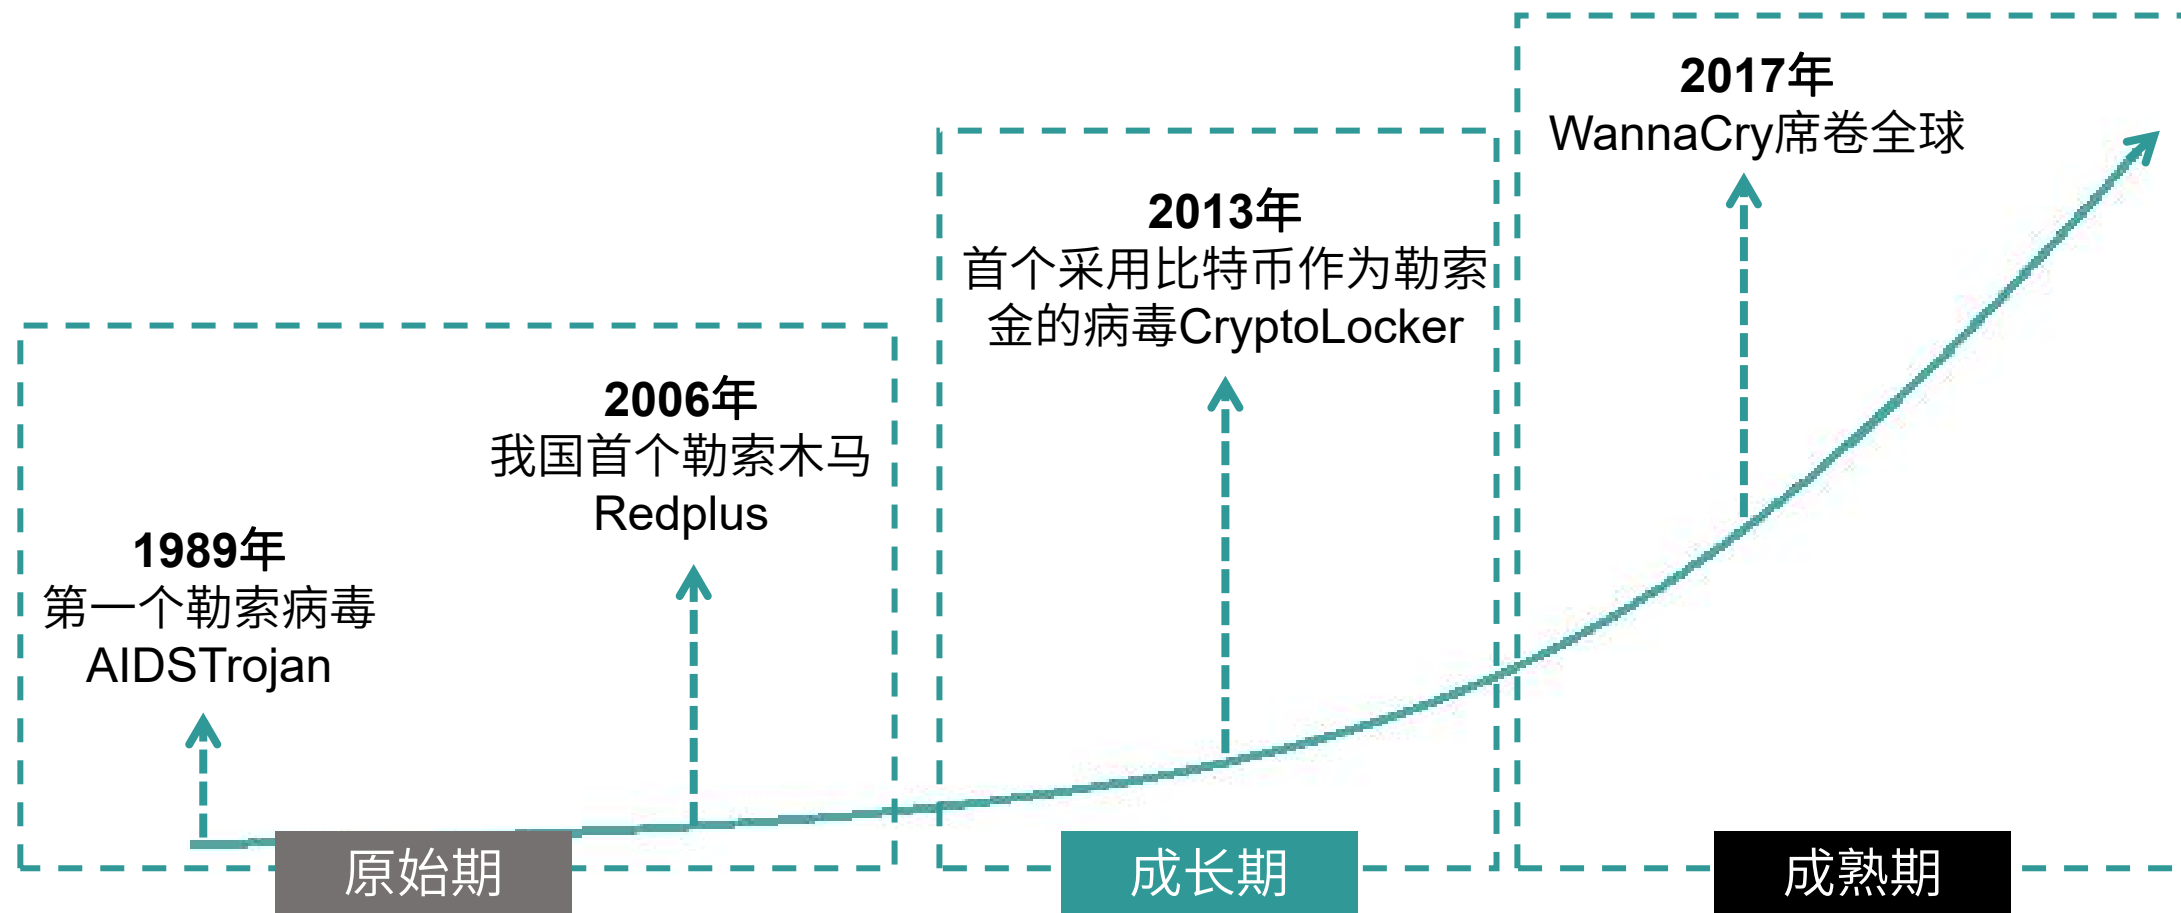 1989年
第一个勒索病毒
AIDSTrojan
2006年
我国首个勒索木马
Redplus
2013年
首个采用比特币作为勒索
金的病毒CryptoLocker
2017年
WannaCry席卷全球
原始期
成长期
成熟期